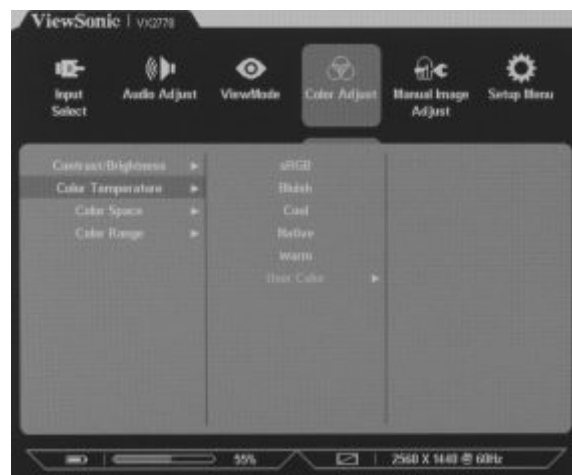 ViewSonic | VX2778
Input Select
Audio Adjust
ViewMode
Color Adjust
Manual Image Adjust
Setup Menu
Contrast/Brightness
Color Temperature
Color Space
Color Range
sRGB
Bluish
Cool
Native
Warm
User Color
55%
2560 X 1440 @ 60Hz